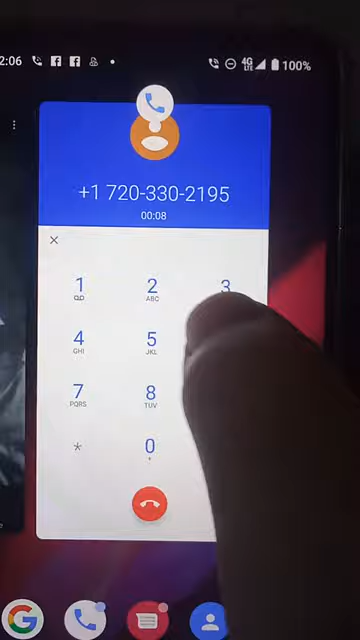 2:06
4G
LTE
100%
+1 720-330-2195
00:08
1
2
ABC
3
4
GHI
5
JKL
7
PQRS
8
TUV
*
0
+